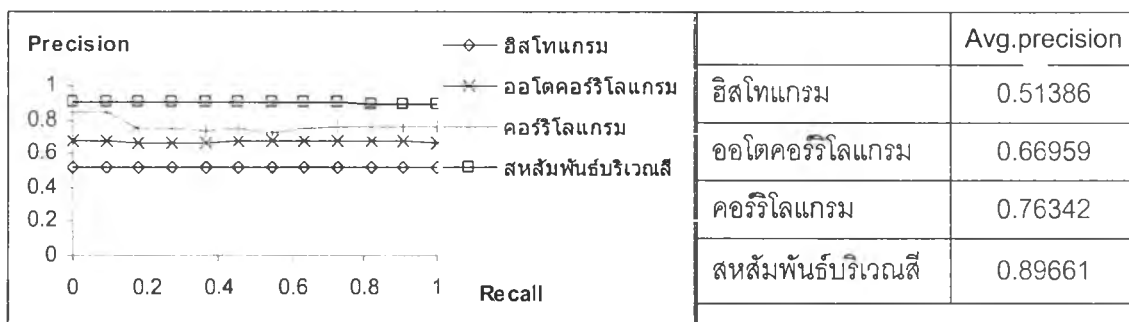 Precision
1
0.8
0.6
0.4
0.2
0
0 0.2 0.4 0.6 0.8 1
Recall
ฮิสโทแกรม
ออโตคอร์ริโลแกรม
คอร์ริโลแกรม
สหสัมพันธ์บริเวณสี
Avg.precision
ฮิสโทแกรม 0.51386
ออโตคอร์ริโลแกรม 0.66959
คอร์ริโลแกรม 0.76342
สหสัมพันธ์บริเวณสี 0.89661